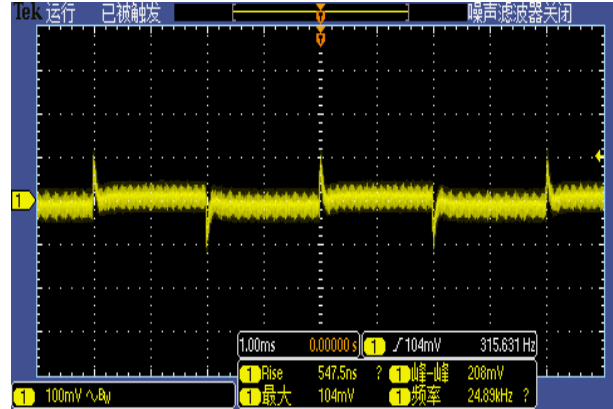 Tek 运行 已被触发 噪声滤波器关闭
1
1.00ms 0.00000 s 1 ∕ 104mV 315.631 Hz
1 Rise 547.5ns ? 1 峰-峰 208mV
1 最大 104mV 1 频率 24.89kHz ?
1 100mV ∿ BW